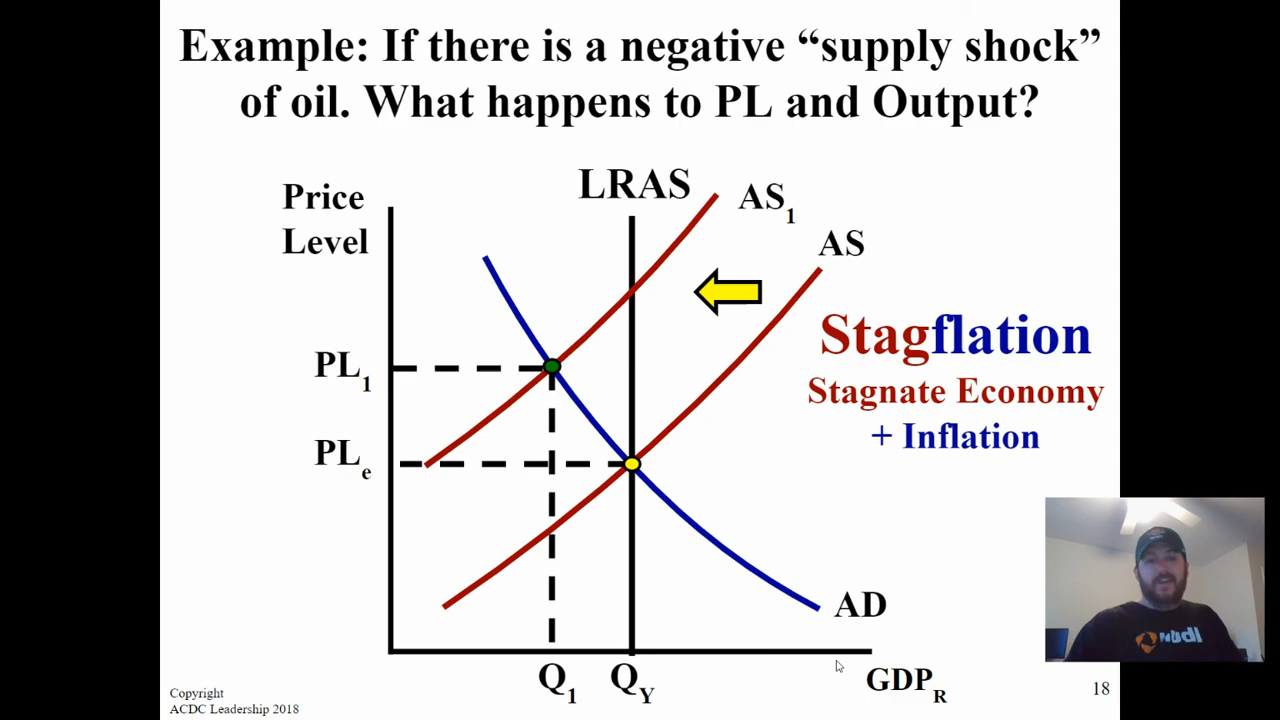 Example: If there is a negative “supply shock”
of oil. What happens to PL and Output?
Price
Level
LRAS
AS1
AS
PL1
PLe
Stagflation
Stagnate Economy
+ Inflation
AD
Q1
QY
GDPR
Copyright
ACDC Leadership 2018
18